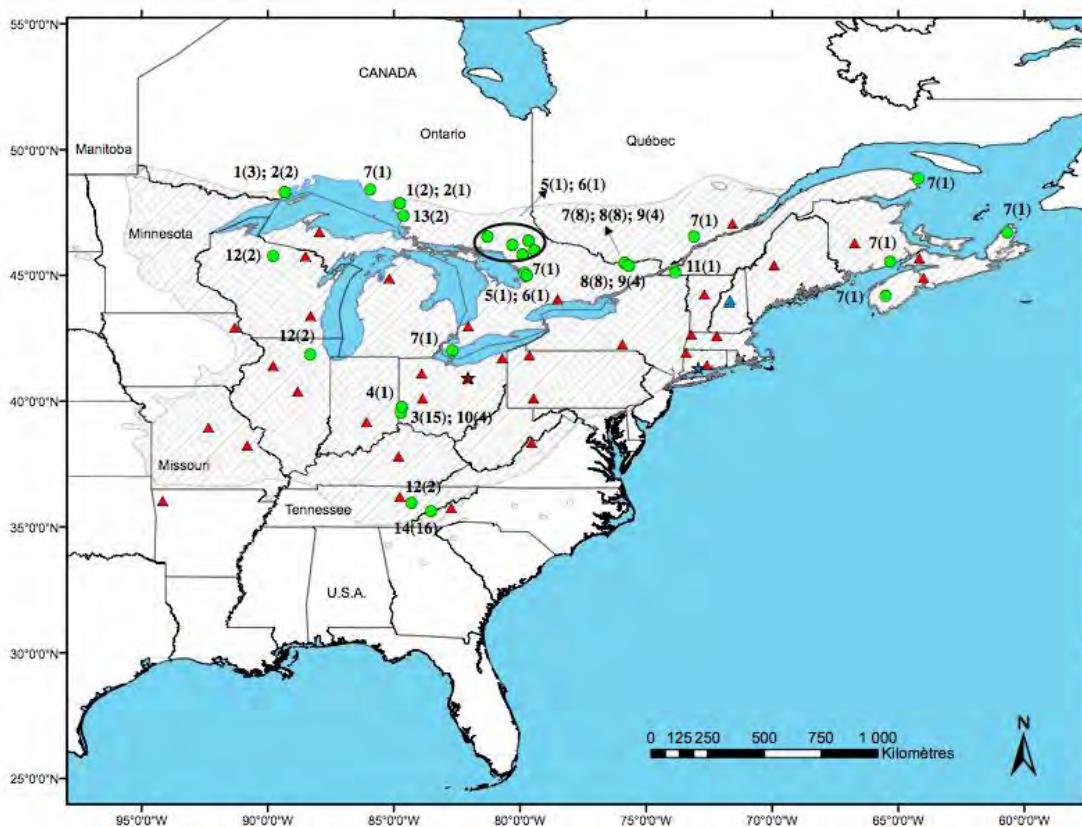 55°0'0"N
CANADA
50°0'0"N
Ontario
Québec
Manitoba
1(3); 2(2)
7(1)
1(2); 2(1)
5(1); 6(1)
7(1)
13(2)
7(8); 8(8); 9(4)
7(1)
7(1)
Minnesota
7(1)
12(2)
7(1)
11(1)
45°0'0"N
5(1); 6(1)
8(8); 9(4)
7(1)
12(2)
7(1)
4(1)
40°0'0"N
3(15); 10(4)
Missouri
12(2)
Tennessee
14(16)
35°0'0"N
U.S.A.
30°0'0"N
N
0 125 250 500 750 1 000
Kilomètres
25°0'0"N
95°0'0"W 90°0'0"W 85°0'0"W 80°0'0"W 75°0'0"W 70°0'0"W 65°0'0"W 60°0'0"W